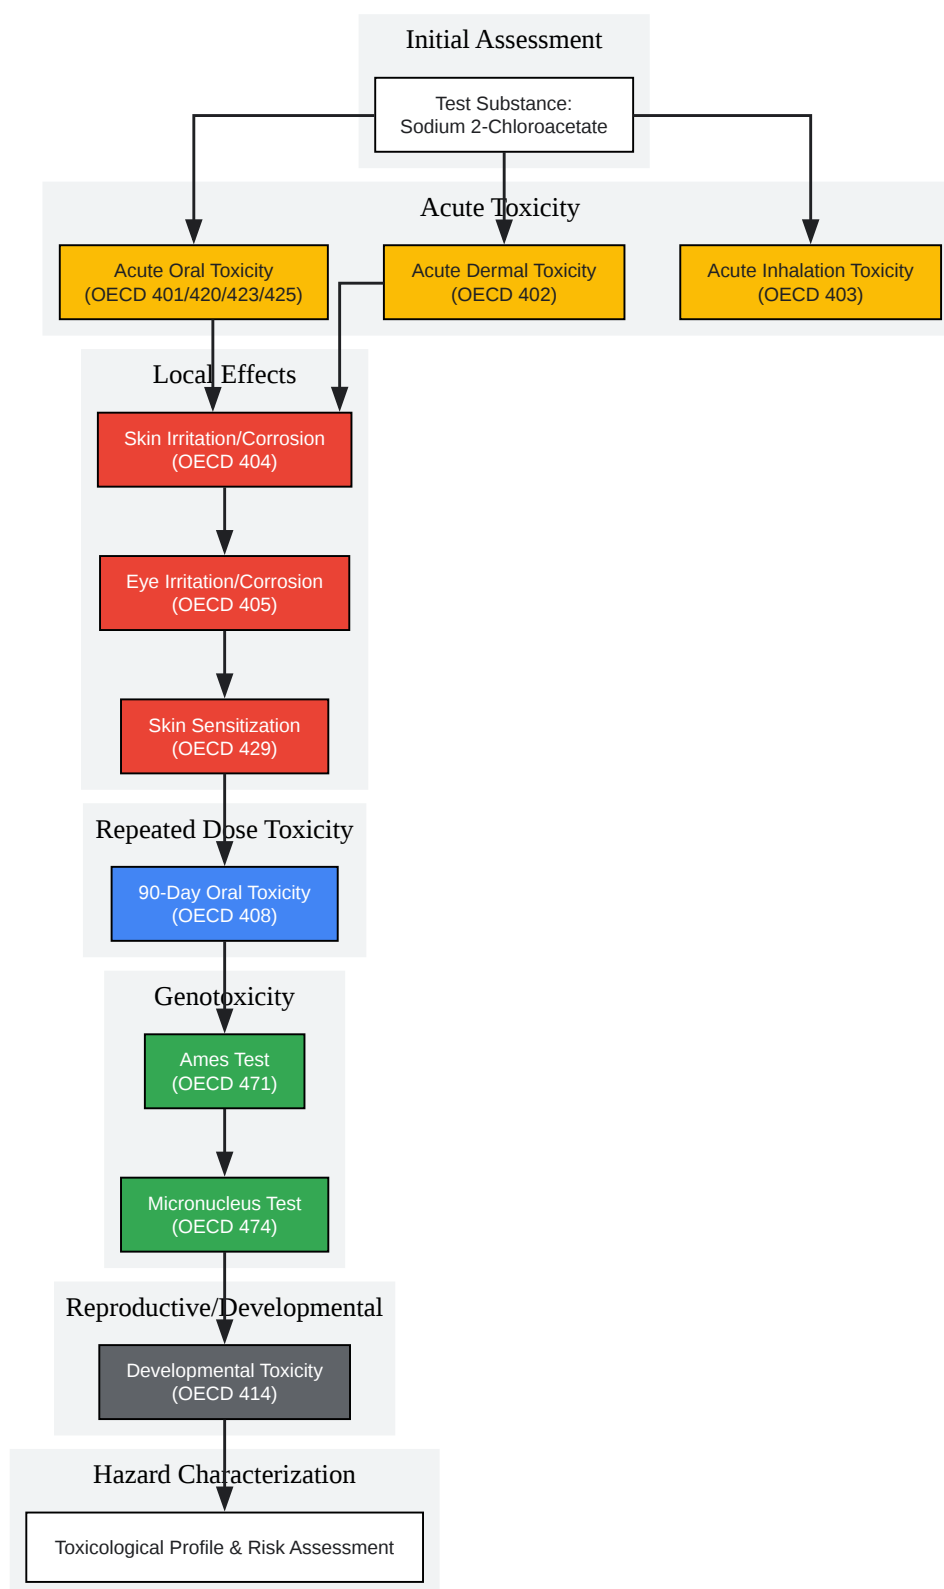 Initial Assessment
Test Substance:
Sodium 2-Chloroacetate
Acute Toxicity
Acute Oral Toxicity
(OECD 401/420/423/425)
Acute Dermal Toxicity
(OECD 402)
Acute Inhalation Toxicity
(OECD 403)
Local Effects
Skin Irritation/Corrosion
(OECD 404)
Eye Irritation/Corrosion
(OECD 405)
Skin Sensitization
(OECD 429)
Repeated Dose Toxicity
90-Day Oral Toxicity
(OECD 408)
Genotoxicity
Ames Test
(OECD 471)
Micronucleus Test
(OECD 474)
Reproductive/Developmental
Developmental Toxicity
(OECD 414)
Hazard Characterization
Toxicological Profile & Risk Assessment